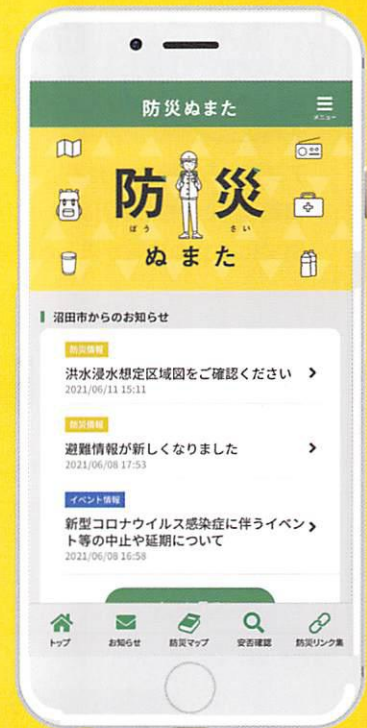 防災ぬまた
メニュー
防災
ぼうさい
ぬまた
沼田市からのお知らせ
防災情報
洪水浸水想定区域図をご確認ください
2021/06/11 15:11
防災情報
避難情報が新しくなりました
2021/06/08 17:53
イベント情報
新型コロナウイルス感染症に伴うイベン
ト等の中止や延期について
2021/06/08 16:58
トップ
お知らせ
防災マップ
安否確認
防災リンク集